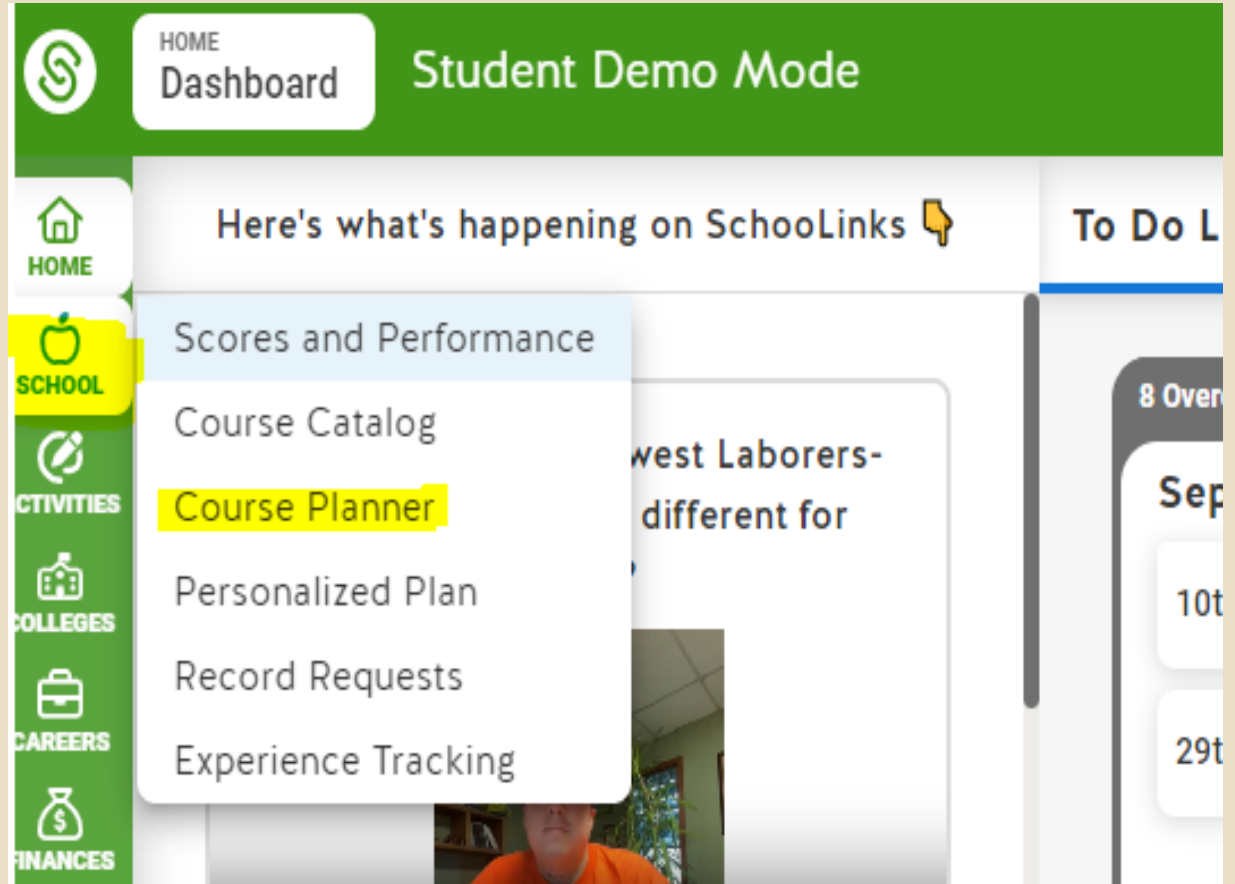 HOME
Dashboard
Student Demo Mode
HOME
Here's what's happening on SchooLinks
To Do L
SCHOOL
Scores and Performance
Course Catalog
Course Planner
Personalized Plan
Record Requests
Experience Tracking
CTIVITIES
COLLEGES
CAREERS
FINANCES
west Laborers-
different for
8 Over
Sep
10t
29t